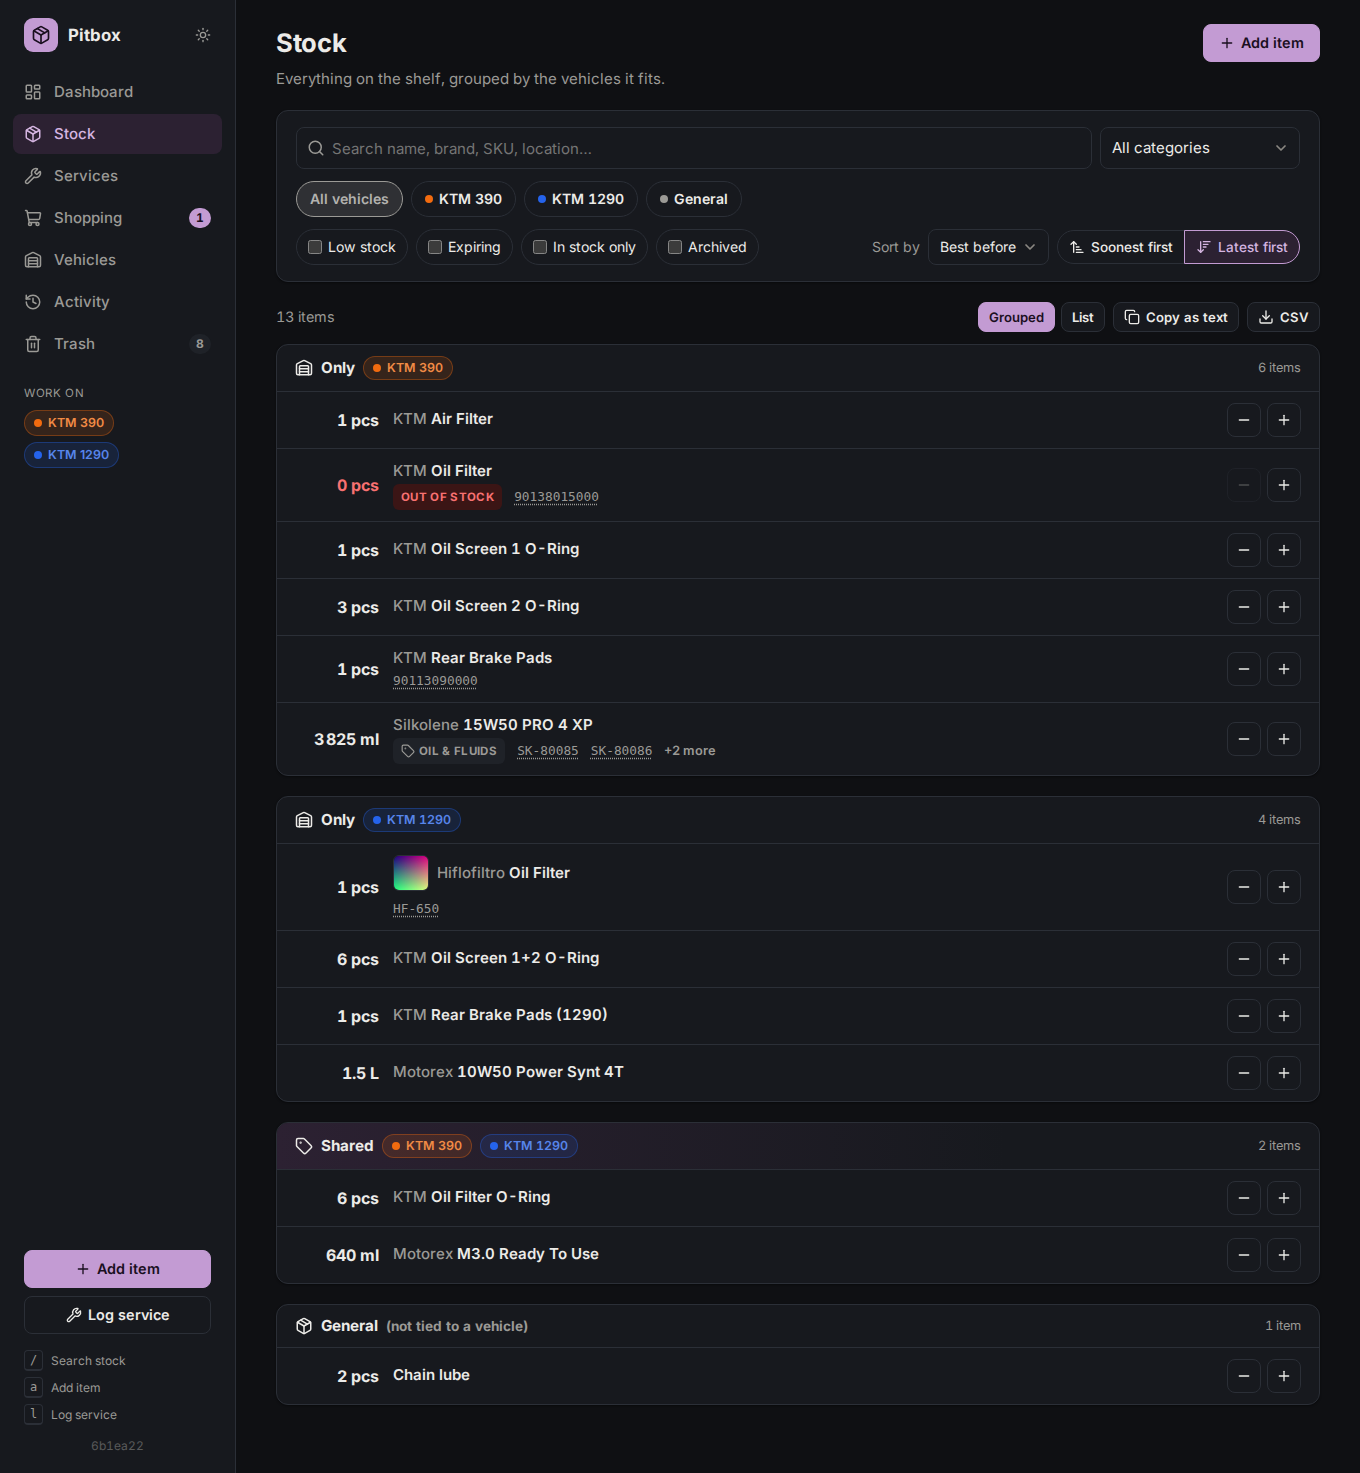 Pitbox
Dashboard
Stock
Services
Shopping 1
Vehicles
Activity
Trash 8
WORK ON
KTM 390
KTM 1290
Add item
Log service
/ Search stock
a Add item
l Log service
6b1ea22
Stock
Add item
Everything on the shelf, grouped by the vehicles it fits.
Search name, brand, SKU, location...
All categories
All vehicles KTM 390 KTM 1290 General
Low stock Expiring In stock only Archived Sort by Best before Soonest first Latest first
13 items Grouped List Copy as text CSV
Only KTM 390 6 items
1 pcs KTM Air Filter
0 pcs KTM Oil Filter
OUT OF STOCK 90138015000
1 pcs KTM Oil Screen 1 O-Ring
3 pcs KTM Oil Screen 2 O-Ring
1 pcs KTM Rear Brake Pads
90113090000
3825 ml Silkolene 15W50 PRO 4 XP
OIL & FLUIDS SK-80085 SK-80086 +2 more
Only KTM 1290 4 items
1 pcs Hiflofiltro Oil Filter
HF-650
6 pcs KTM Oil Screen 1+2 O-Ring
1 pcs KTM Rear Brake Pads (1290)
1.5 L Motorex 10W50 Power Synt 4T
Shared KTM 390 KTM 1290 2 items
6 pcs KTM Oil Filter O-Ring
640 ml Motorex M3.0 Ready To Use
General (not tied to a vehicle) 1 item
2 pcs Chain lube